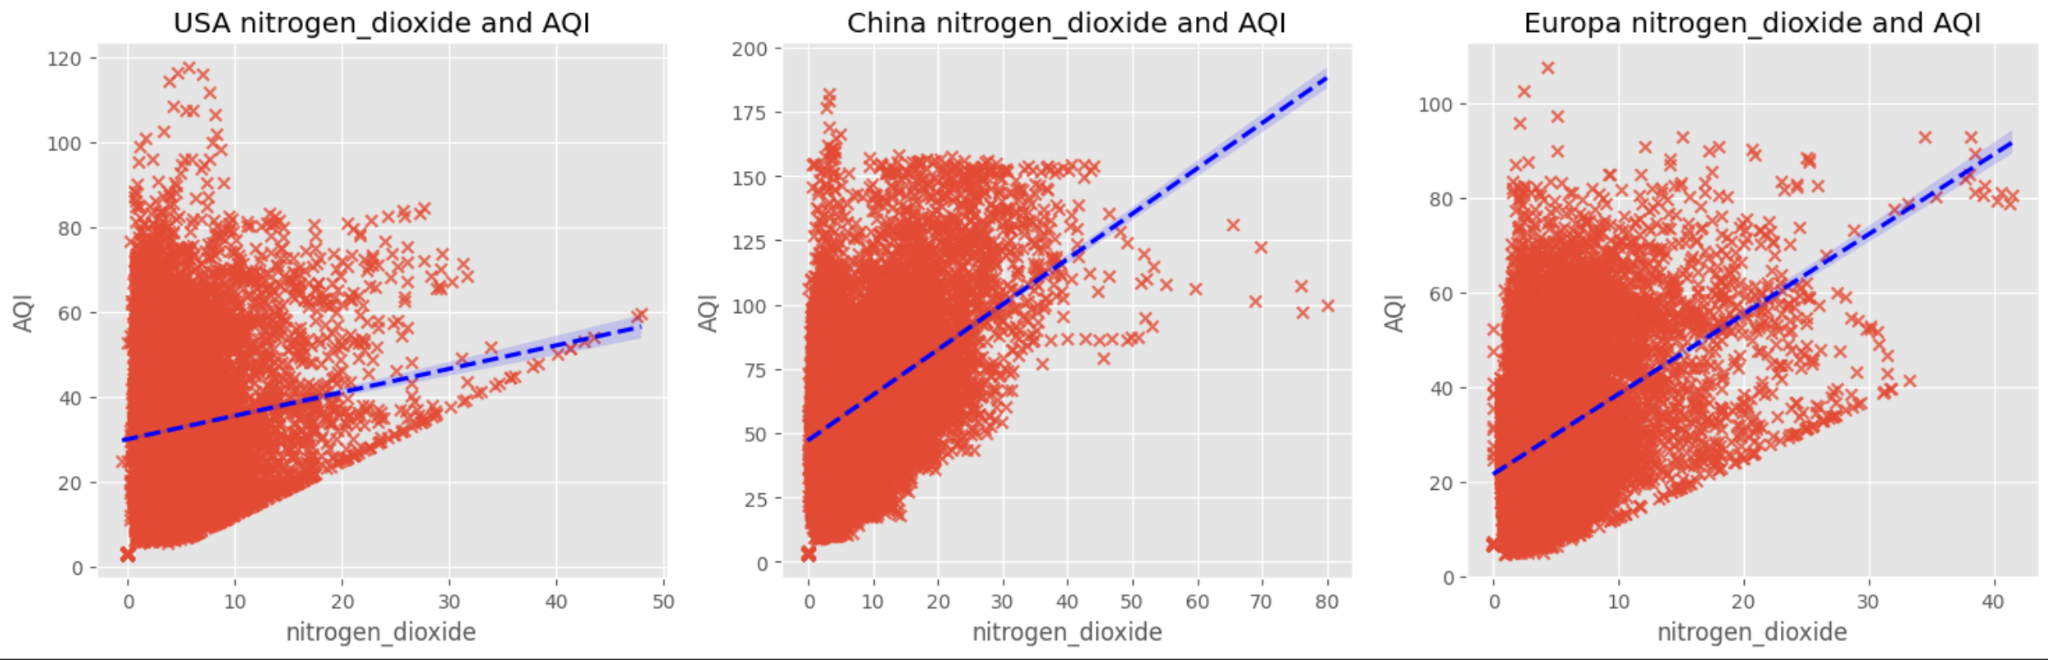 USA nitrogen_dioxide and AQI
120
100
80
60
40
20
0
AQI
0 10 20 30 40 50
nitrogen_dioxide
China nitrogen_dioxide and AQI
200
175
150
125
100
75
50
25
0
AQI
0 10 20 30 40 50 60 70 80
nitrogen_dioxide
Europa nitrogen_dioxide and AQI
100
80
60
40
20
0
AQI
0 10 20 30 40
nitrogen_dioxide